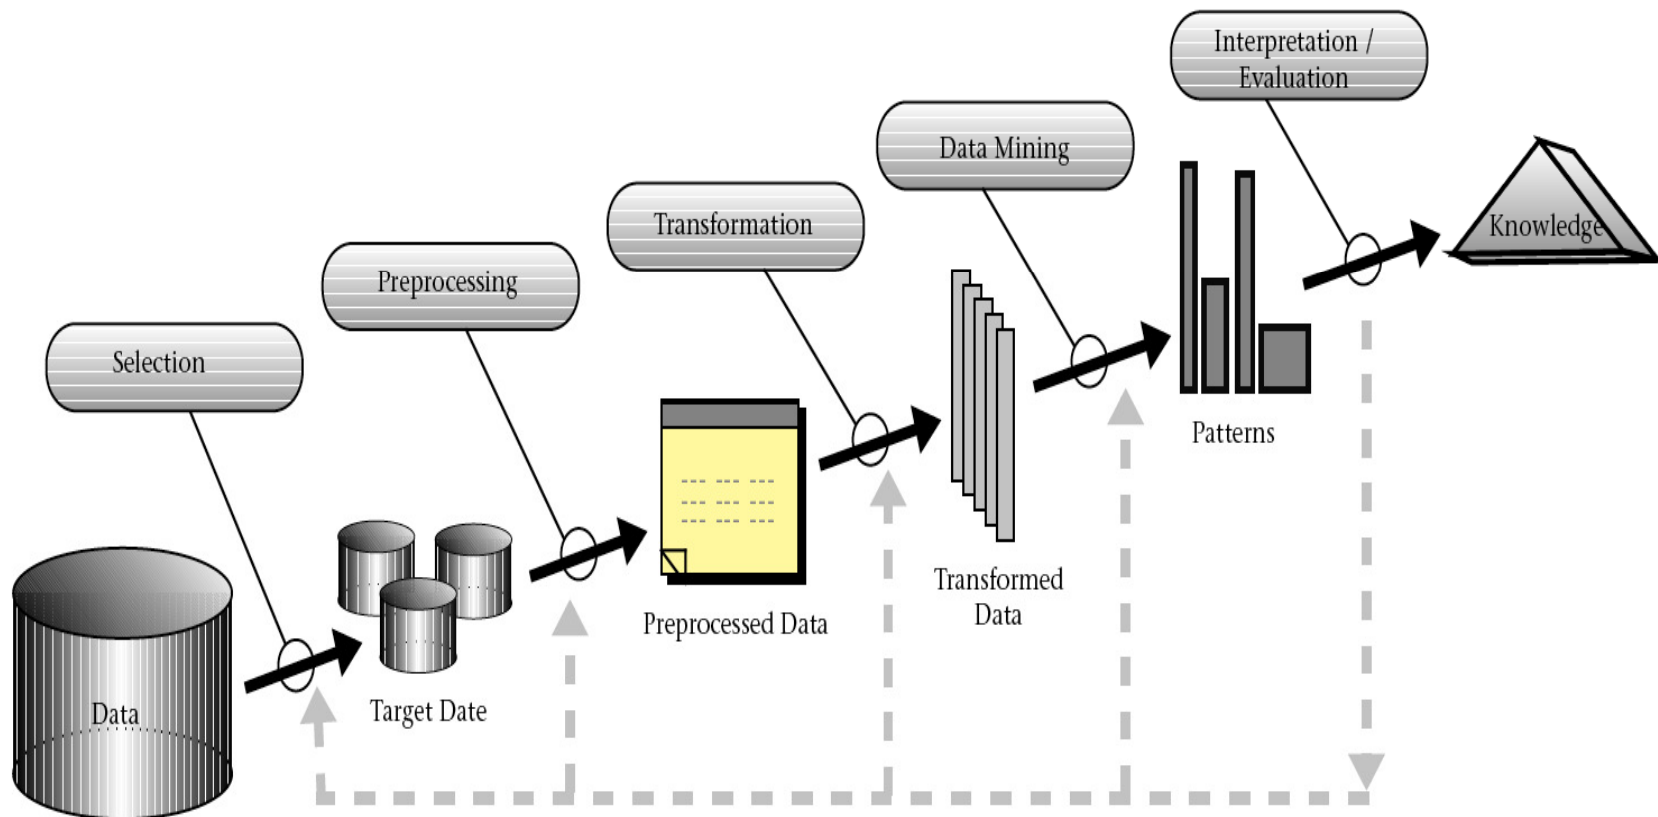 Interpretation /
Evaluation
Data Mining
Transformation
Preprocessing
Selection
Knowledge
Patterns
Transformed
Data
Preprocessed Data
Target Date
Data